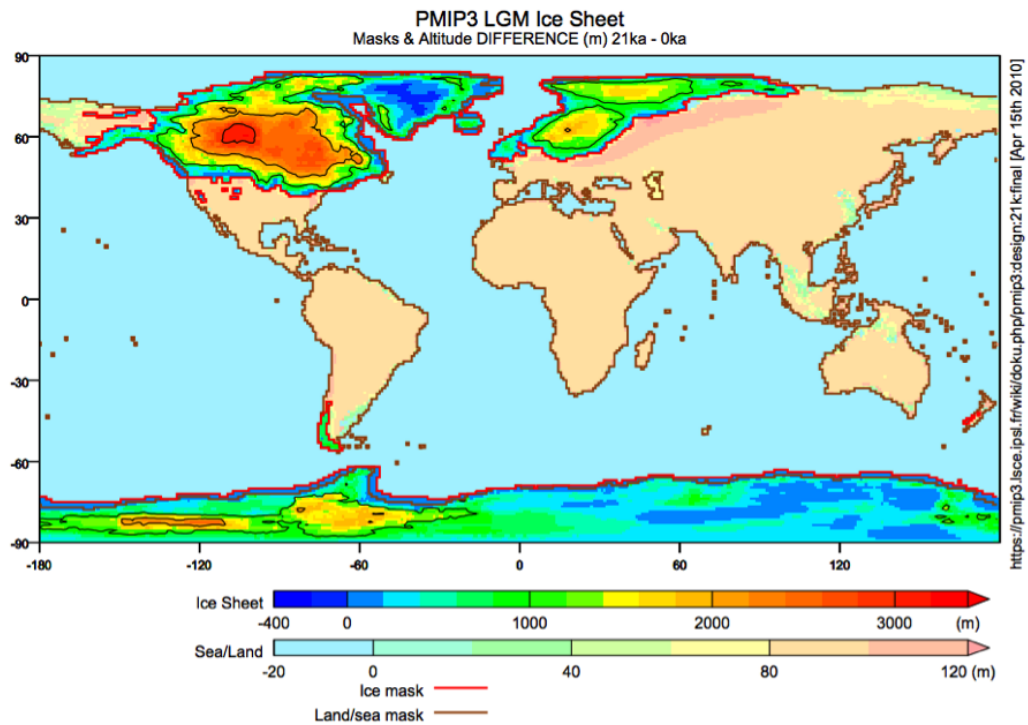 PMIP3 LGM Ice Sheet
Masks & Altitude DIFFERENCE (m) 21ka - 0ka
90
60
30
0
-30
-60
-90
-180
-120
-60
0
60
120
https://pmip3.lsce.ipsl.fr/wiki/doku.php/pmip3:design:21k:final [Apr 15th 2010]
Ice Sheet
-400 0 1000 2000 3000 (m)
Sea/Land
-20 0 40 80 120 (m)
Ice mask
Land/sea mask